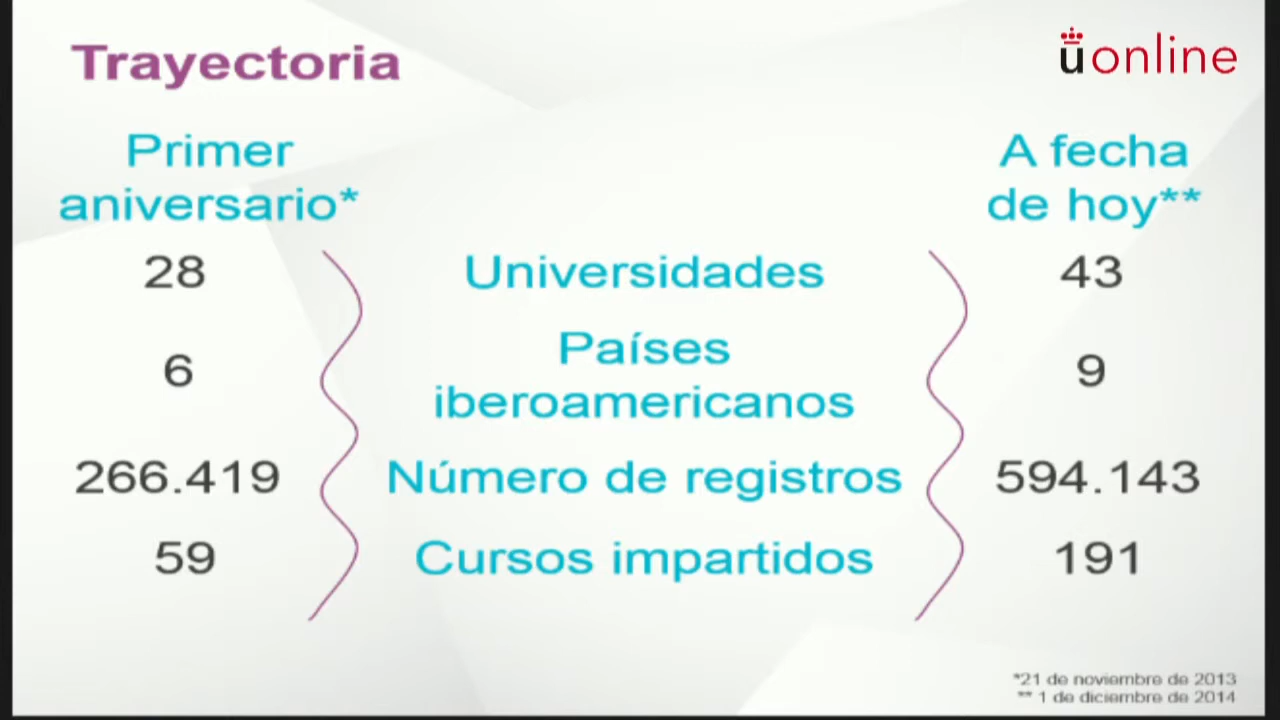 Trayectoria
üonline
Primer
aniversario*
A fecha
de hoy**
28
Universidades
43
6
Países
iberoamericanos
9
266.419
Número de registros
594.143
59
Cursos impartidos
191
*21 de noviembre de 2013
** 1 de diciembre de 2014